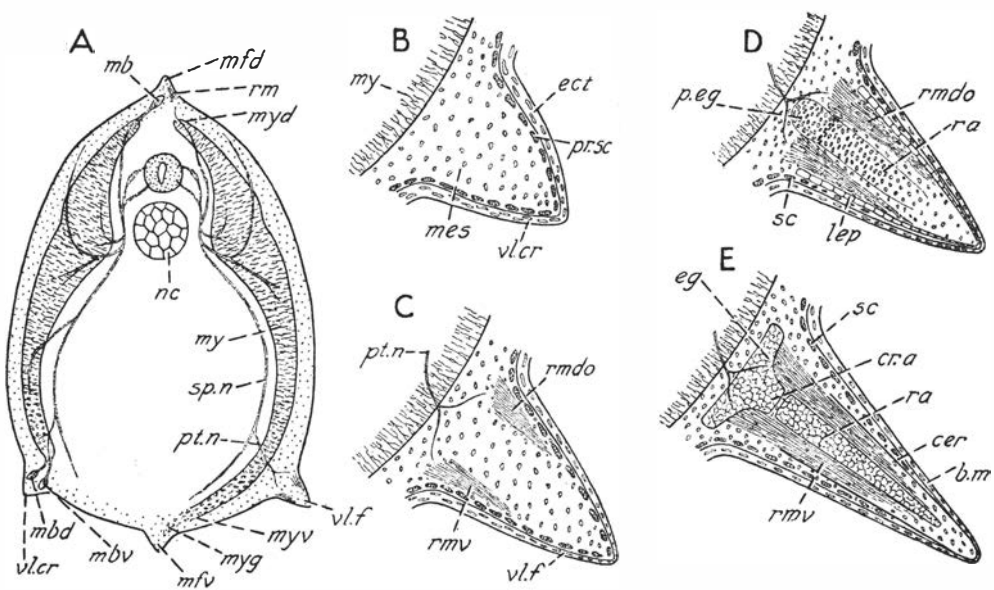 A
mb
mfd
rm
myd
nc
my
sp.n
pt.n
vl.f
mbd
vl.cr
mbv
mfv
myg
myv
B
my
ect
pr.sc
mes
vl.cr
C
pt.n
rmdo
rmv
vl.f
D
p.eg
rmdo
ra
sc
lep
E
eg
sc
cr.a
ra
cer
b.m
rmv